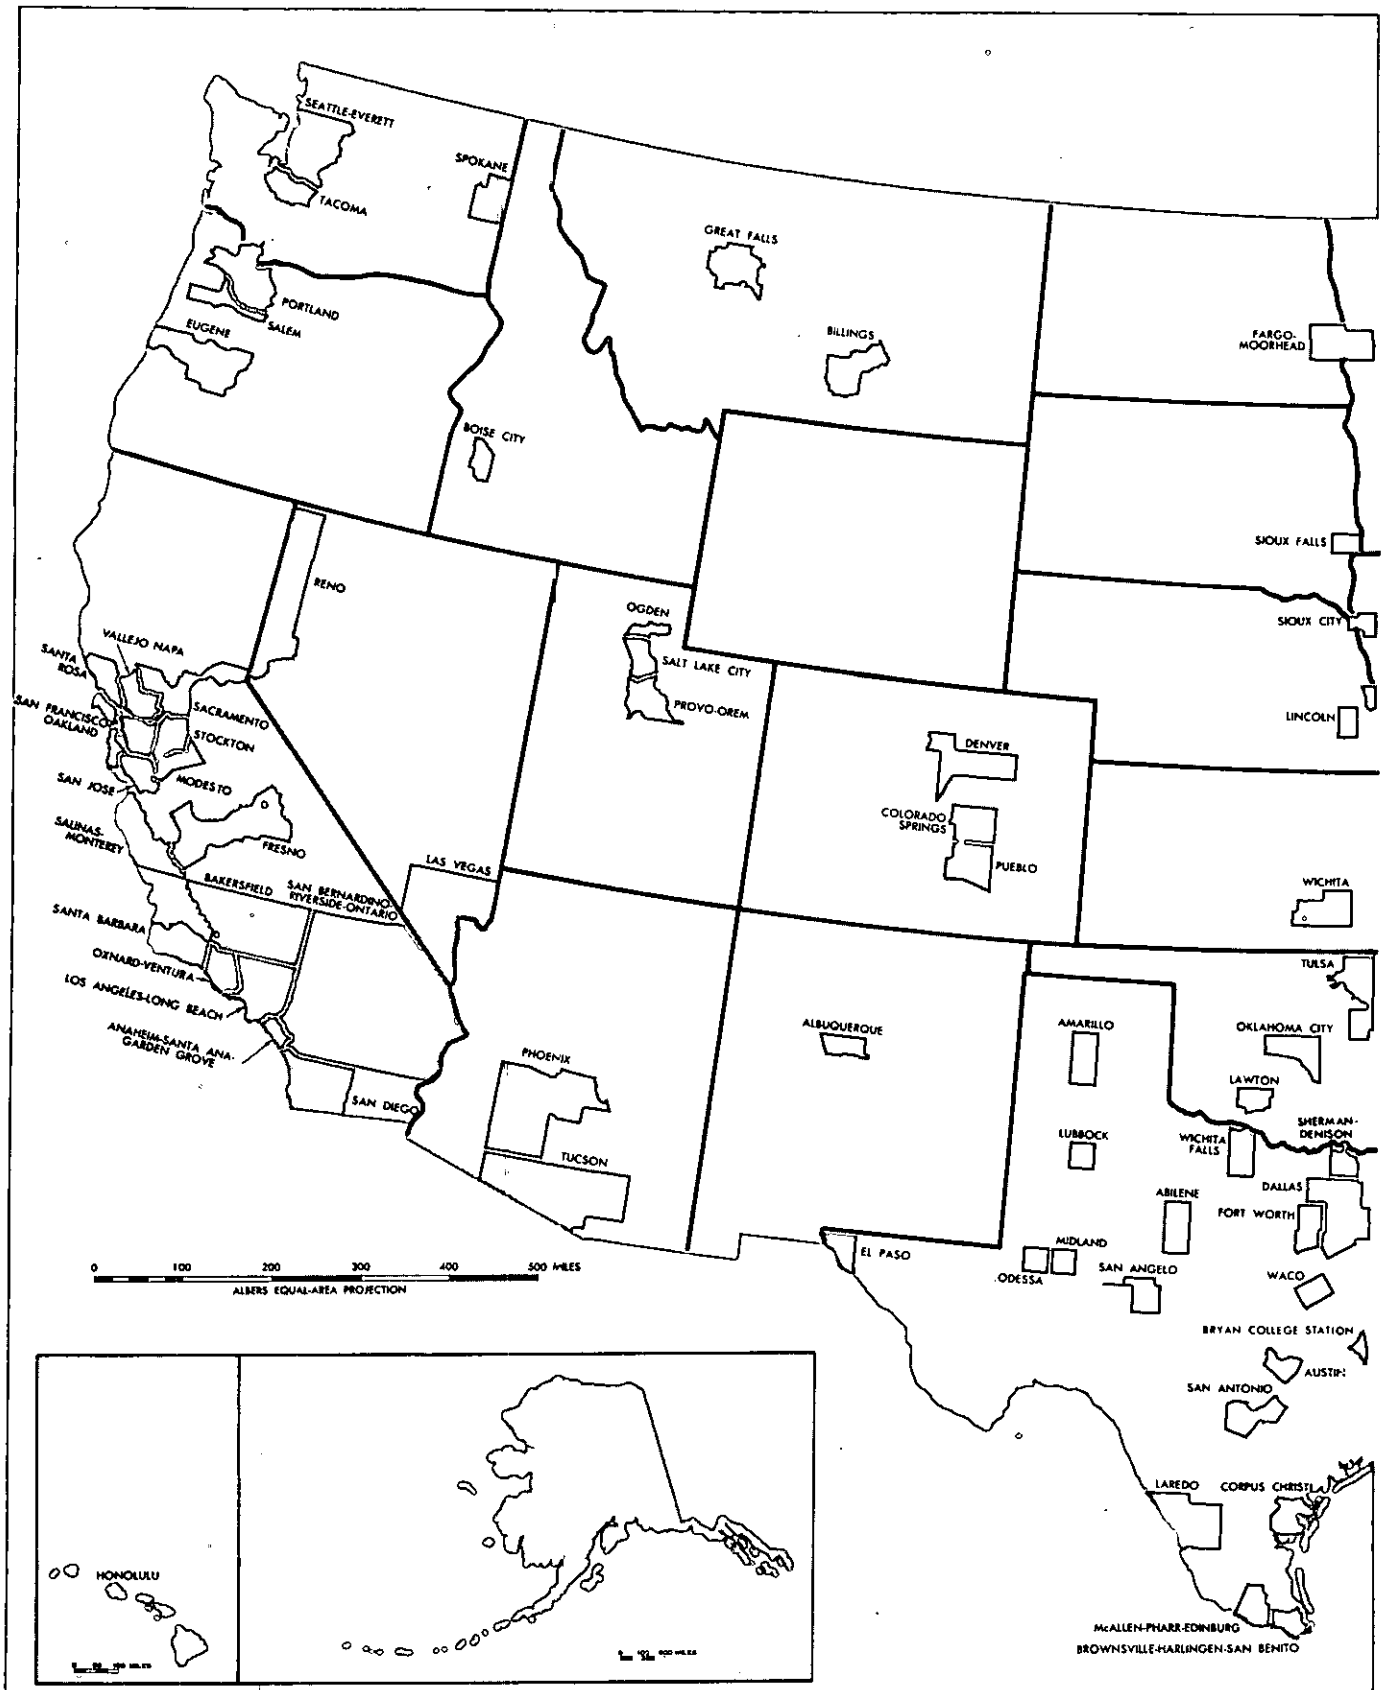 SEATTLE-EVERETT
SPOKANE
TACOMA
GREAT FALLS
PORTLAND
SALEM
EUGENE
BILLINGS
FARGO-
MOORHEAD
BOISE CITY
SIOUX FALLS
RENO
OGDEN
SIOUX CITY
VALLEJO NAPA
SANTA
ROSA
SALT LAKE CITY
SAN FRANCISCO
OAKLAND
SACRAMENTO
PROVO-OREM
LINCOLN
STOCKTON
DENVER
SAN JOSE
MODESTO
COLORADO
SPRINGS
SALINAS-
MONTEREY
FRESNO
PUEBLO
LAS VEGAS
BAKERSFIELD
SAN BERNARDINO
RIVERSIDE-ONTARIO
WICHITA
SANTA BARBARA
OXNARD-VENTURA
TULSA
LOS ANGELES-LONG BEACH
ANAHEIM-SANTA ANA-
GARDEN GROVE
ALBUQUERQUE
AMARILLO
OKLAHOMA CITY
PHOENIX
LAWTON
SAN DIEGO
SHERMAN-
DENISON
LUBBOCK
WICHITA
FALLS
TUCSON
DALLAS
ABILENE
FORT WORTH
EL PASO
MIDLAND
ODESSA
SAN ANGELO
WACO
0 100 200 300 400 500 MILES
ALBERS EQUAL-AREA PROJECTION
BRYAN COLLEGE STATION
AUSTIN
SAN ANTONIO
LAREDO
CORPUS CHRISTI
HONOLULU
McALLEN-PHARR-EDINBURG
BROWNSVILLE-HARLINGEN-SAN BENITO